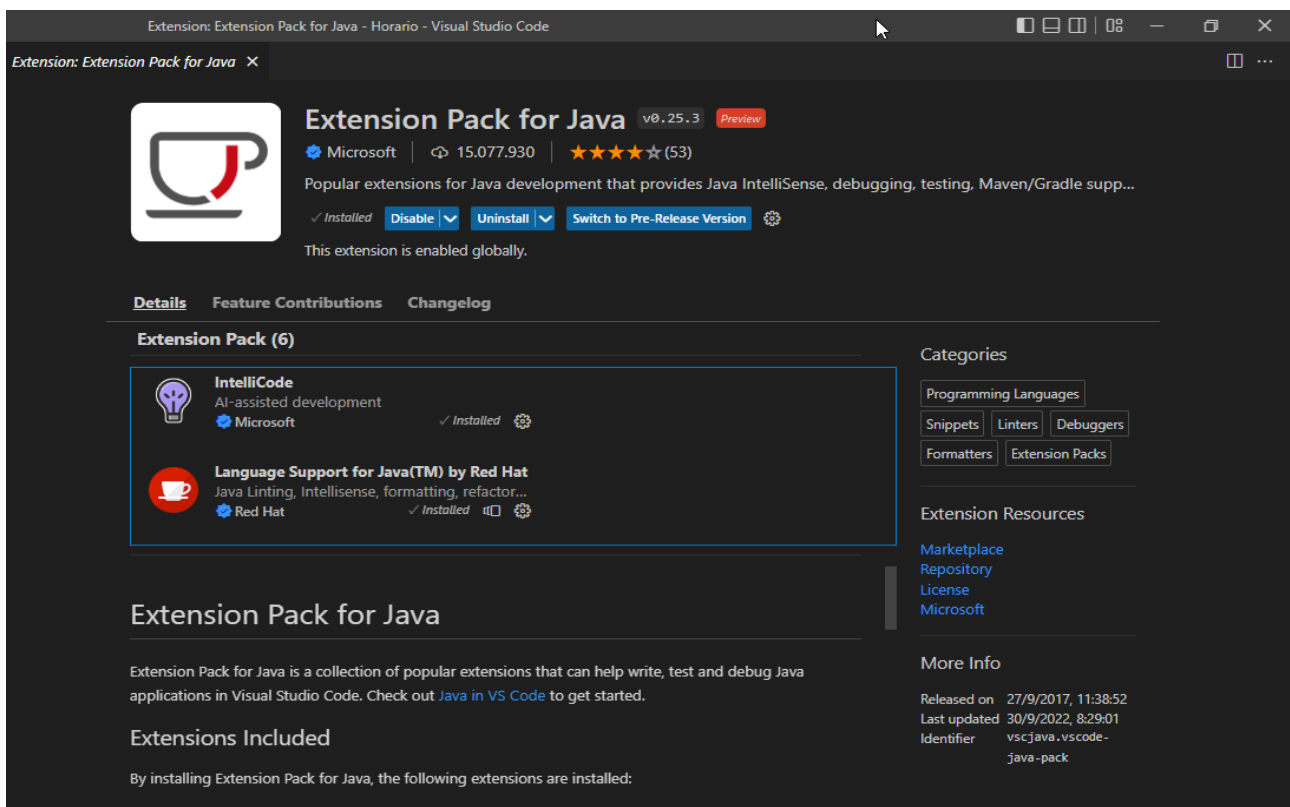 Extension: Extension Pack for Java - Horario - Visual Studio Code
Extension: Extension Pack for Java
Extension Pack for Java v0.25.3 Preview
Microsoft 15.077.930 (53)
Popular extensions for Java development that provides Java IntelliSense, debugging, testing, Maven/Gradle supp...
Installed Disable Uninstall Switch to Pre-Release Version
This extension is enabled globally.
Details Feature Contributions Changelog
Extension Pack (6)
IntelliCode
AI-assisted development
Microsoft Installed
Language Support for Java(TM) by Red Hat
Java Linting, Intellisense, formatting, refactor...
Red Hat Installed
Extension Pack for Java
Extension Pack for Java is a collection of popular extensions that can help write, test and debug Java
applications in Visual Studio Code. Check out Java in VS Code to get started.
Extensions Included
By installing Extension Pack for Java, the following extensions are installed:
Categories
Programming Languages
Snippets Linters Debuggers
Formatters Extension Packs
Extension Resources
Marketplace
Repository
License
Microsoft
More Info
Released on 27/9/2017, 11:38:52
Last updated 30/9/2022, 8:29:01
Identifier vscjava.vscode-
java-pack